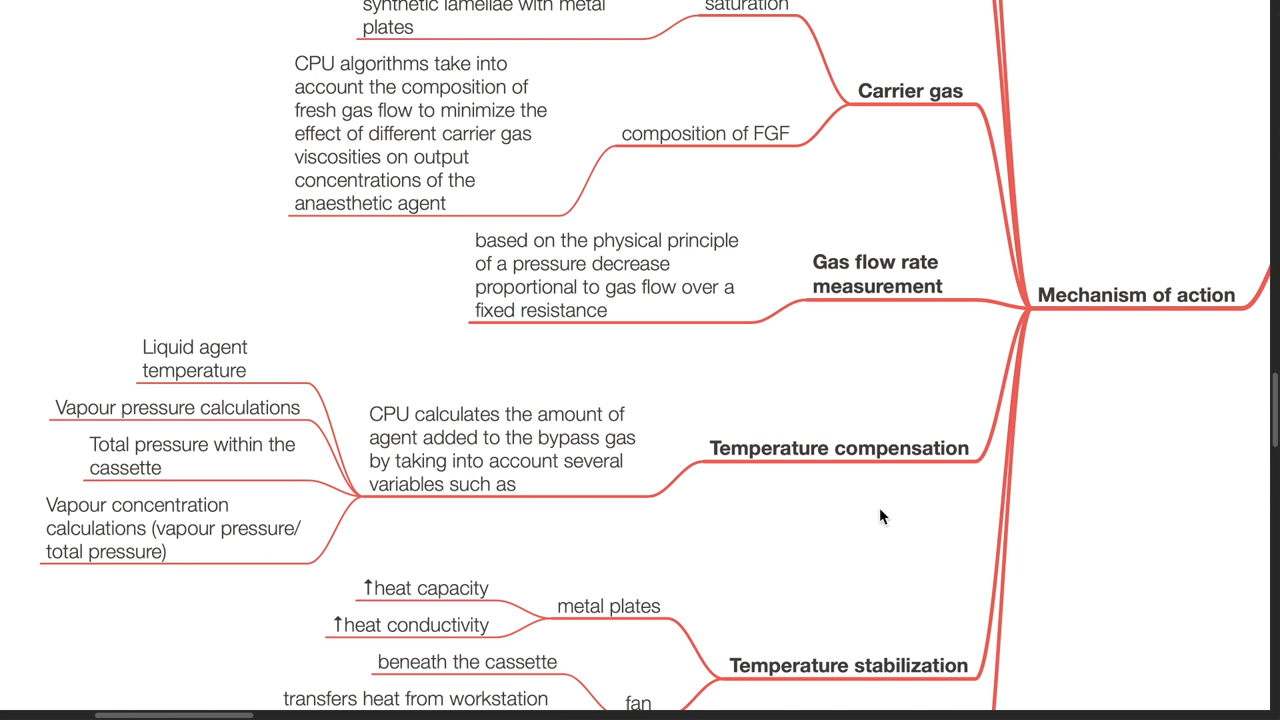 synthetic lamellae with metal
plates
saturation
CPU algorithms take into
account the composition of
fresh gas flow to minimize the
effect of different carrier gas
viscosities on output
concentrations of the
anaesthetic agent
composition of FGF
Carrier gas
based on the physical principle
of a pressure decrease
proportional to gas flow over a
fixed resistance
Gas flow rate
measurement
Mechanism of action
Liquid agent
temperature
Vapour pressure calculations
Total pressure within the
cassette
Vapour concentration
calculations (vapour pressure/
total pressure)
CPU calculates the amount of
agent added to the bypass gas
by taking into account several
variables such as
Temperature compensation
↑heat capacity
↑heat conductivity
metal plates
beneath the cassette
transfers heat from workstation
fan
Temperature stabilization